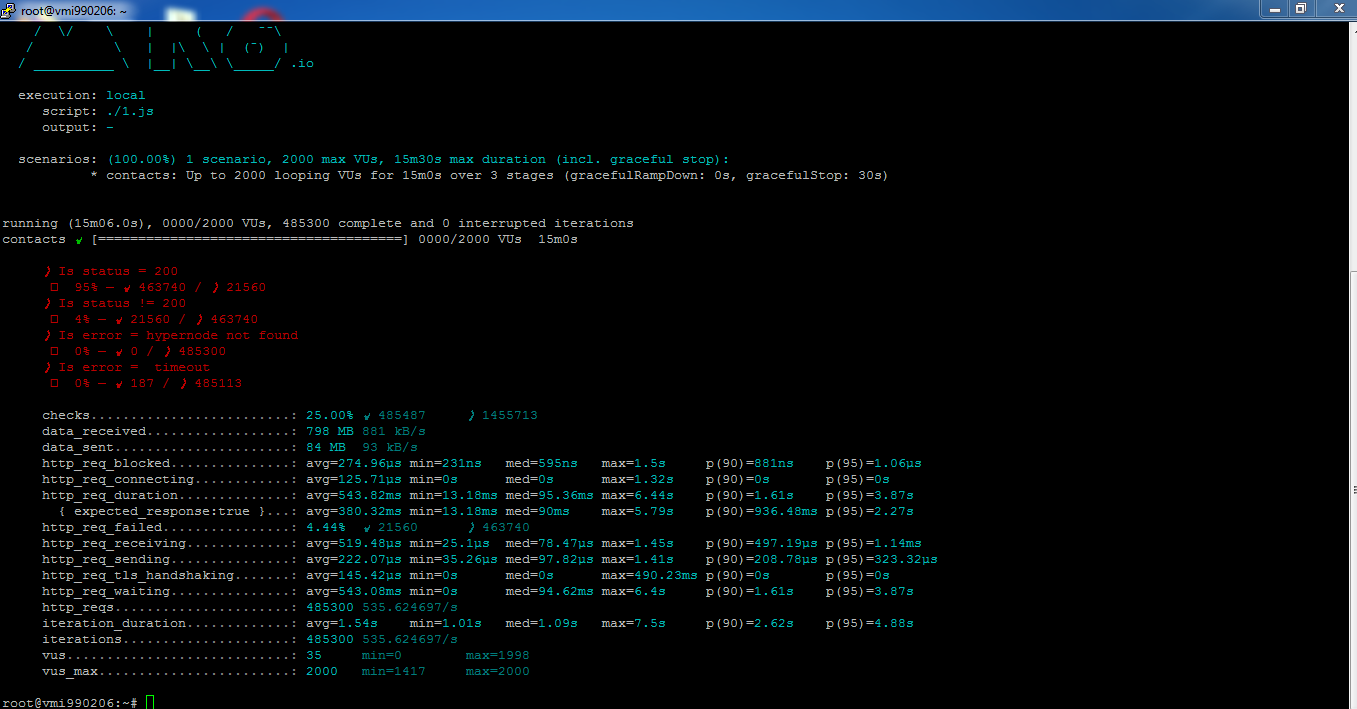 root@vmi990206: ~
/ \/ \ | ( / ‾‾\
/ \ | |\ \ | (‾) |
/ __________ \ |__| \__\ \_____/ .io
execution: local
script: ./1.js
output: -
scenarios: (100.00%) 1 scenario, 2000 max VUs, 15m30s max duration (incl. graceful stop):
* contacts: Up to 2000 looping VUs for 15m0s over 3 stages (gracefulRampDown: 0s, gracefulStop: 30s)
running (15m06.0s), 0000/2000 VUs, 485300 complete and 0 interrupted iterations
contacts ✓ [======================================] 0000/2000 VUs 15m0s
✗ Is status = 200
95% — ✓ 463740 / ✗ 21560
✗ Is status != 200
4% — ✓ 21560 / ✗ 463740
✗ Is error = hypernode not found
0% — ✓ 0 / ✗ 485300
✗ Is error = timeout
0% — ✓ 187 / ✗ 485113
checks.........................: 25.00% ✓ 485487 ✗ 1455713
data_received..................: 798 MB 881 kB/s
data_sent......................: 84 MB 93 kB/s
http_req_blocked...............: avg=274.96µs min=231ns med=595ns max=1.5s p(90)=881ns p(95)=1.06µs
http_req_connecting............: avg=125.71µs min=0s med=0s max=1.32s p(90)=0s p(95)=0s
http_req_duration..............: avg=543.82ms min=13.18ms med=95.36ms max=6.44s p(90)=1.61s p(95)=3.87s
{ expected_response:true }...: avg=380.32ms min=13.18ms med=90ms max=5.79s p(90)=936.48ms p(95)=2.27s
http_req_failed................: 4.44% ✓ 21560 ✗ 463740
http_req_receiving.............: avg=519.48µs min=25.1µs med=78.47µs max=1.45s p(90)=497.19µs p(95)=1.14ms
http_req_sending...............: avg=222.07µs min=35.26µs med=97.82µs max=1.41s p(90)=208.78µs p(95)=323.32µs
http_req_tls_handshaking.......: avg=145.42µs min=0s med=0s max=490.23ms p(90)=0s p(95)=0s
http_req_waiting...............: avg=543.08ms min=0s med=94.62ms max=6.4s p(90)=1.61s p(95)=3.87s
http_reqs......................: 485300 535.624697/s
iteration_duration.............: avg=1.54s min=1.01s med=1.09s max=7.5s p(90)=2.62s p(95)=4.88s
iterations.....................: 485300 535.624697/s
vus............................: 35 min=0 max=1998
vus_max........................: 2000 min=1417 max=2000
root@vmi990206:~#